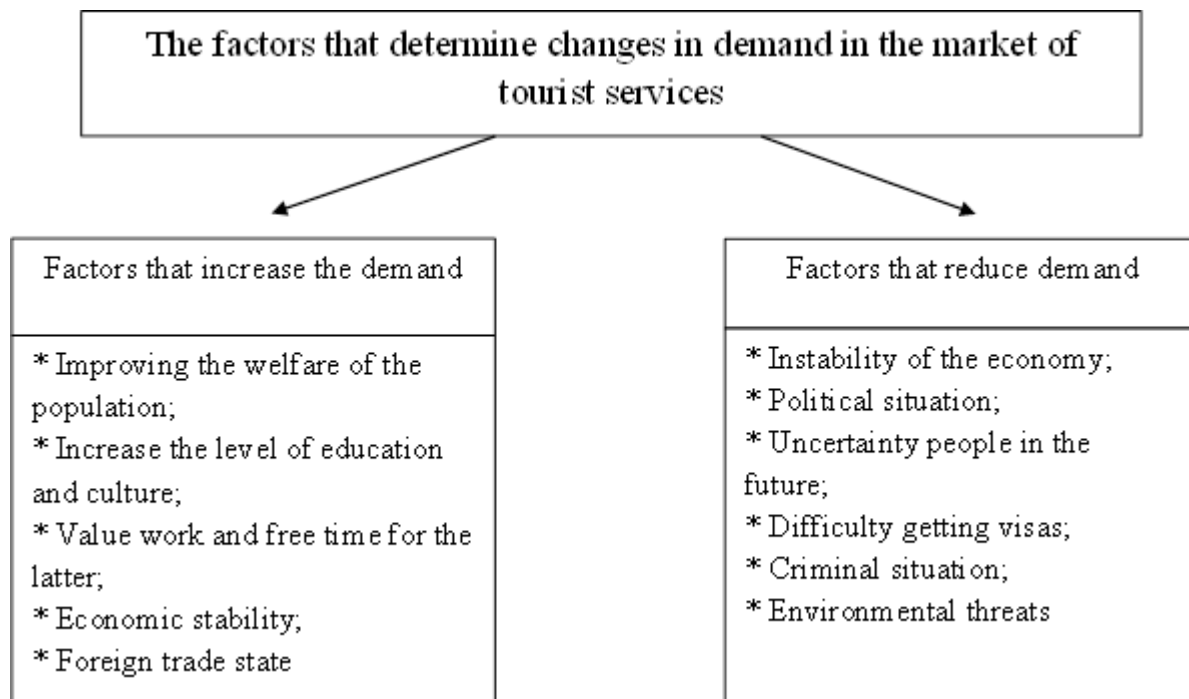 The factors that determine changes in demand in the market of
tourist services
Factors that increase the demand
* Improving the welfare of the
population;
* Increase the level of education
and culture;
* Value work and free time for the
latter;
* Economic stability;
* Foreign trade state
Factors that reduce demand
* Instability of the economy;
* Political situation;
* Uncertainty people in the
future;
* Difficulty getting visas;
* Criminal situation;
* Environmental threats